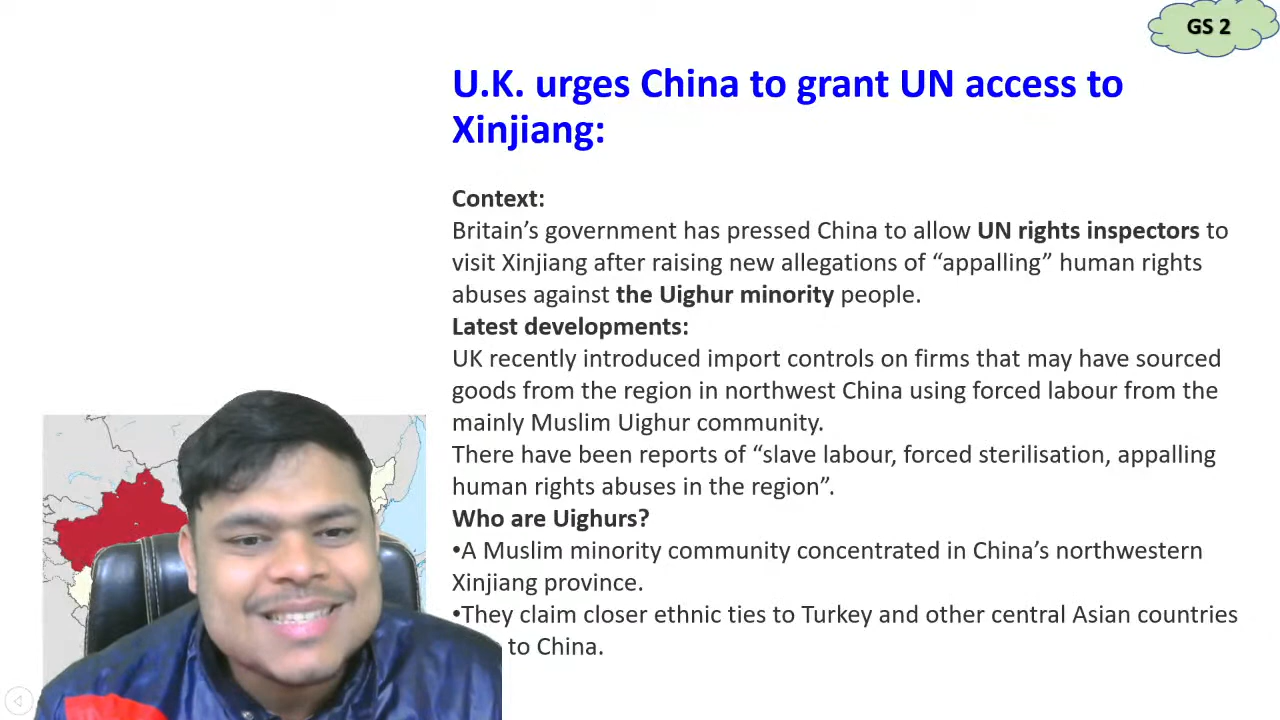 GS 2
U.K. urges China to grant UN access to
Xinjiang:
Context:
Britain’s government has pressed China to allow UN rights inspectors to
visit Xinjiang after raising new allegations of “appalling” human rights
abuses against the Uighur minority people.
Latest developments:
UK recently introduced import controls on firms that may have sourced
goods from the region in northwest China using forced labour from the
mainly Muslim Uighur community.
There have been reports of “slave labour, forced sterilisation, appalling
human rights abuses in the region”.
Who are Uighurs?
•A Muslim minority community concentrated in China’s northwestern
Xinjiang province.
•They claim closer ethnic ties to Turkey and other central Asian countries
to China.